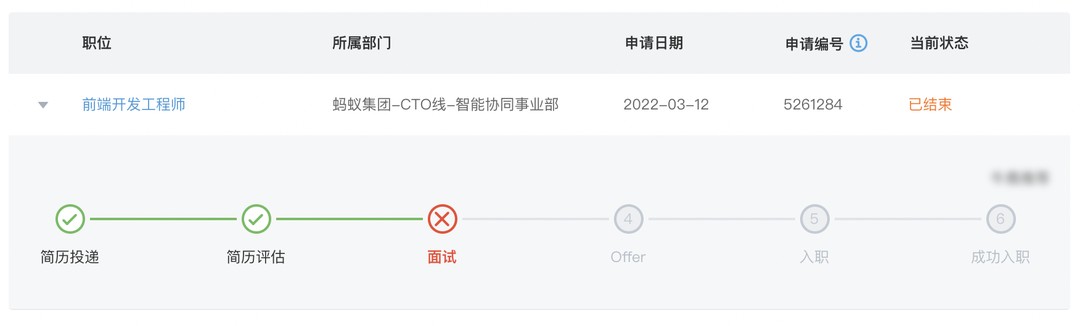 职位 所属部门 申请日期 申请编号 当前状态
前端开发工程师 蚂蚁集团-CTO线-智能协同事业部 2022-03-12 5261284 已结束
4 5 6
简历投递 简历评估 面试 Offer 入职 成功入职